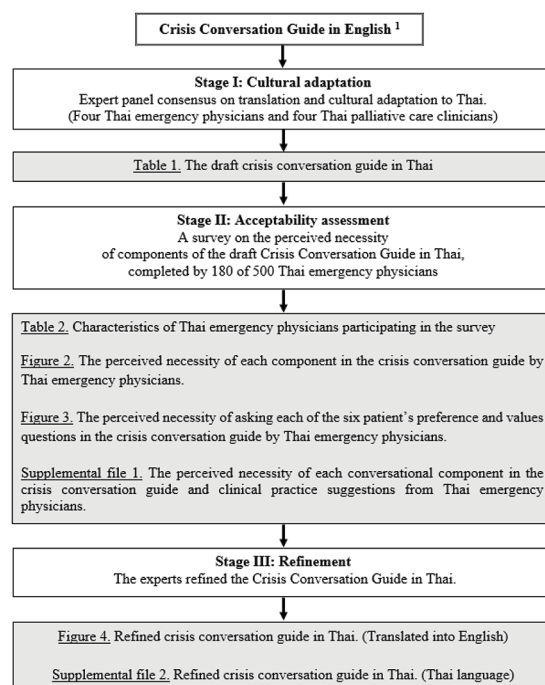 Crisis Conversation Guide in English 1
Stage I: Cultural adaptation
Expert panel consensus on translation and cultural adaptation to Thai.
(Four Thai emergency physicians and four Thai palliative care clinicians)
Table 1. The draft crisis conversation guide in Thai
Stage II: Acceptability assessment
A survey on the perceived necessity
of components of the draft Crisis Conversation Guide in Thai,
completed by 180 of 500 Thai emergency physicians
Table 2. Characteristics of Thai emergency physicians participating in the survey
Figure 2. The perceived necessity of each component in the crisis conversation guide by
Thai emergency physicians.
Figure 3. The perceived necessity of asking each of the six patient's preference and values
questions in the crisis conversation guide by Thai emergency physicians.
Supplemental file 1. The perceived necessity of each conversational component in the
crisis conversation guide and clinical practice suggestions from Thai emergency
physicians.
Stage III: Refinement
The experts refined the Crisis Conversation Guide in Thai.
Figure 4. Refined crisis conversation guide in Thai. (Translated into English)
Supplemental file 2. Refined crisis conversation guide in Thai. (Thai language)